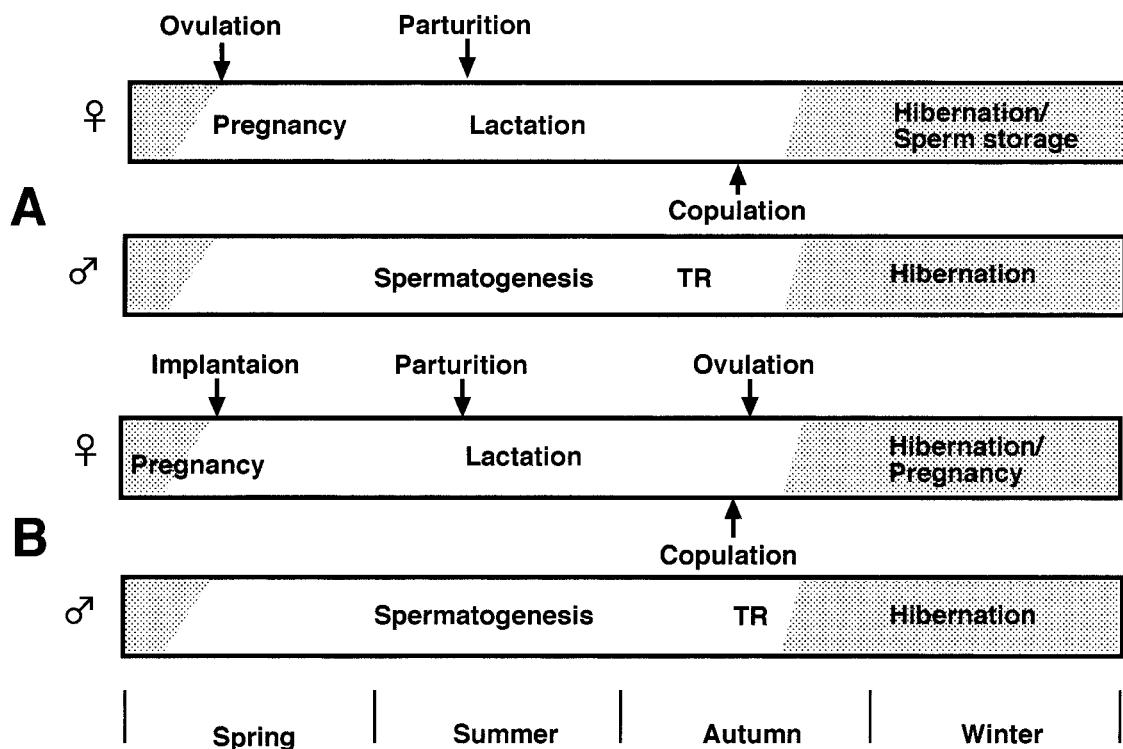 Ovulation Parturition
♀ Pregnancy Lactation Hibernation/
Sperm storage
A
Copulation
♂ Spermatogenesis TR Hibernation
Implantaion Parturition Ovulation
♀ Pregnancy Lactation Hibernation/
Pregnancy
B
Copulation
♂ Spermatogenesis TR Hibernation
Spring Summer Autumn Winter